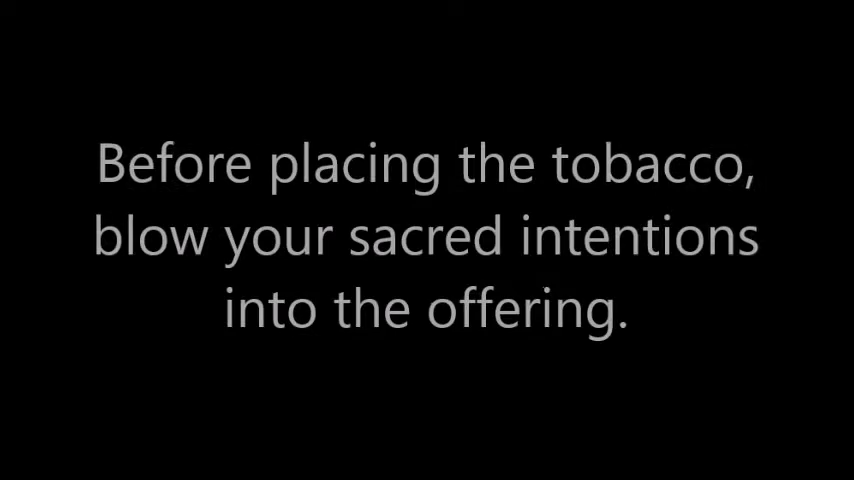 Before placing the tobacco,
blow your sacred intentions
into the offering.